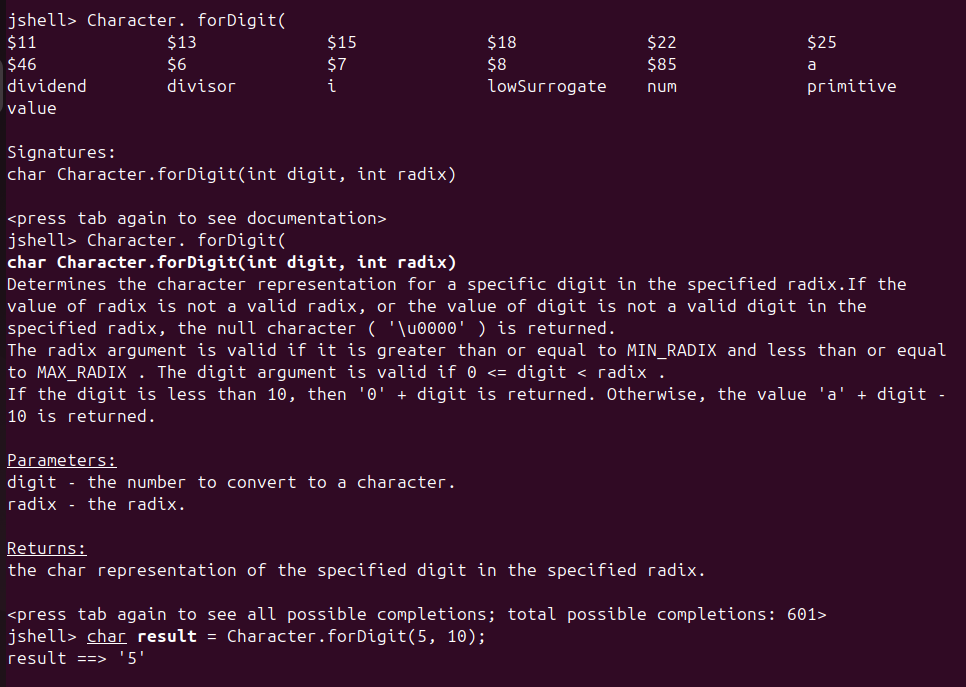 jshell> Character. forDigit(
$11 $13 $15 $18 $22 $25
$46 $6 $7 $8 $85 a
dividend divisor i lowSurrogate num primitive
value
Signatures:
char Character.forDigit(int digit, int radix)
<press tab again to see documentation>
jshell> Character. forDigit(
char Character.forDigit(int digit, int radix)
Determines the character representation for a specific digit in the specified radix.If the
value of radix is not a valid radix, or the value of digit is not a valid digit in the
specified radix, the null character ( '\u0000' ) is returned.
The radix argument is valid if it is greater than or equal to MIN_RADIX and less than or equal
to MAX_RADIX . The digit argument is valid if 0 <= digit < radix .
If the digit is less than 10, then '0' + digit is returned. Otherwise, the value 'a' + digit -
10 is returned.
Parameters:
digit - the number to convert to a character.
radix - the radix.
Returns:
the char representation of the specified digit in the specified radix.
<press tab again to see all possible completions; total possible completions: 601>
jshell> char result = Character.forDigit(5, 10);
result ==> '5'